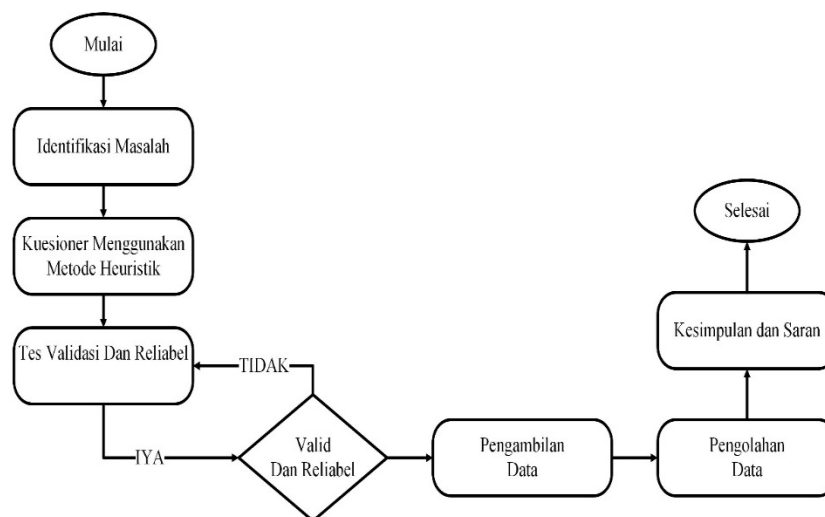 Mulai
Identifikasi Masalah
Kuesioner Menggunakan
Metode Heuristik
Tes Validasi Dan Reliabel
TIDAK
IYA
Valid
Dan Reliabel
Pengambilan
Data
Pengolahan
Data
Kesimpulan dan Saran
Selesai